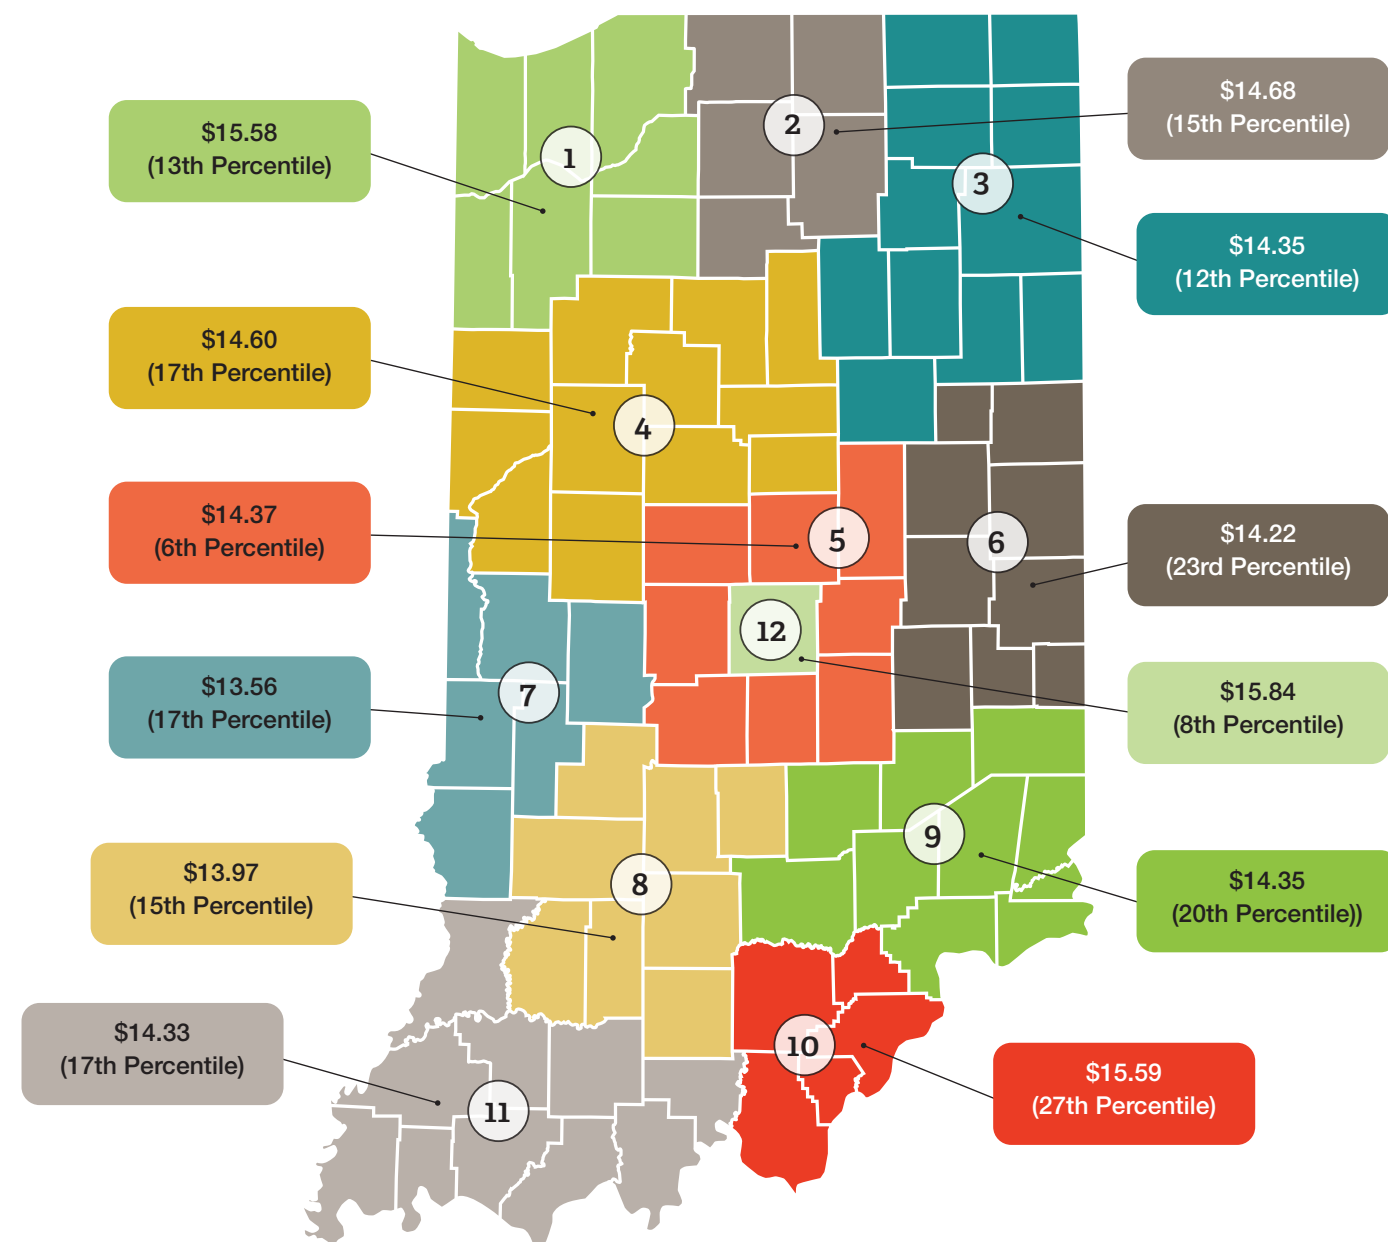 $15.58
(13th Percentile)
1
2
$14.68
(15th Percentile)
3
$14.35
(12th Percentile)
$14.60
(17th Percentile)
4
$14.37
(6th Percentile)
5
6
$14.22
(23rd Percentile)
12
$15.84
(8th Percentile)
$13.56
(17th Percentile)
7
$13.97
(15th Percentile)
8
9
$14.35
(20th Percentile))
$14.33
(17th Percentile)
11
10
$15.59
(27th Percentile)